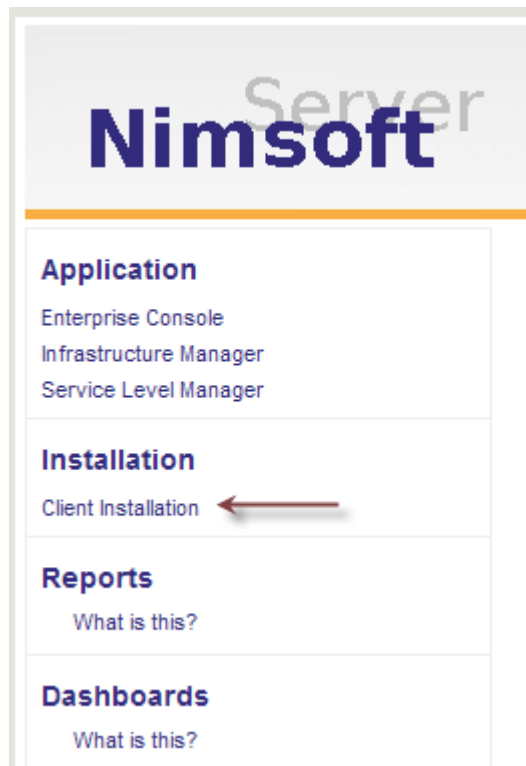 Server
Nimsoft
Application
Enterprise Console
Infrastructure Manager
Service Level Manager
Installation
Client Installation
Reports
What is this?
Dashboards
What is this?